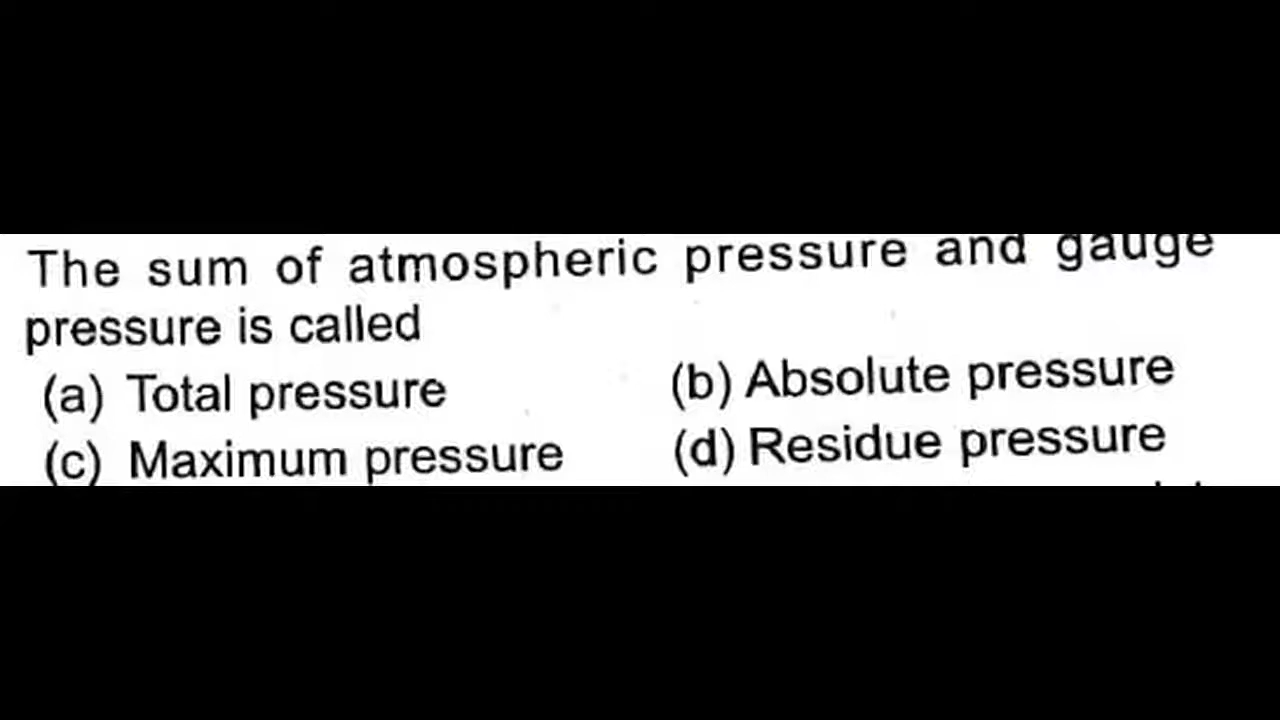 The sum of atmospheric pressure and gauge
pressure is called
(a) Total pressure (b) Absolute pressure
(c) Maximum pressure (d) Residue pressure